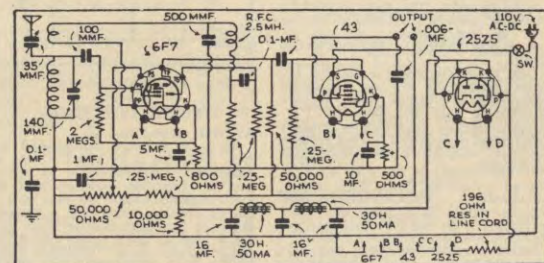 500 MMF.
R.F.C.
2.5 MH.
43
OUTPUT
110V.
AC-DC
100
MMF.
6F7
0.1-MF.
.006-
MF.
25Z5
SW
35
MMF.
140
MMF.
2
MEGS.
A
B
B
C
C
D
5 MF.
0.1
MF
1 MF.
.25-MEG.
800
OHMS
.25-
MEG.
50,000
OHMS
.25-
MEG.
10
MF.
500
OHMS
50,000
OHMS
10,000
OHMS
16
MF.
30H.
50 MA
16
MF.
30H
50MA
196
OHM
RES IN
LINE CORD
A
B B
C C
D
6F7
43
25Z5